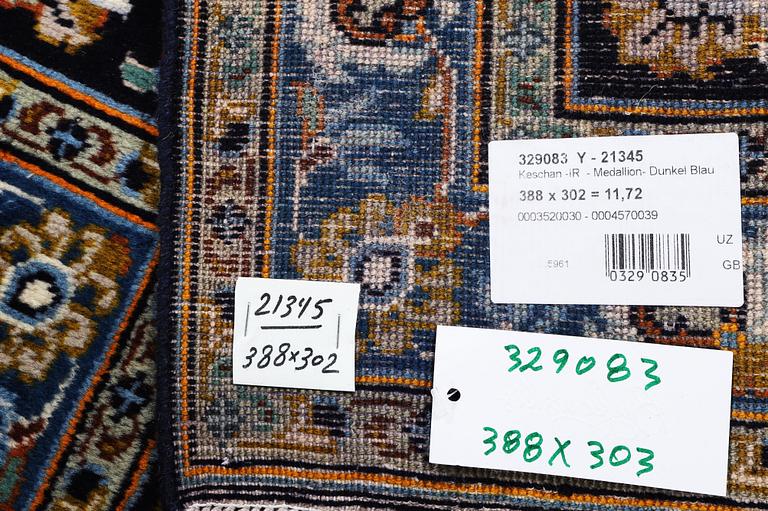 329083 Y - 21345
Keschan -iR - Medallion- Dunkel Blau
388 x 302 = 11,72
0003520030 - 0004570039
UZ
5961
GB
0329 0835
21345
388x302
329083
388X303